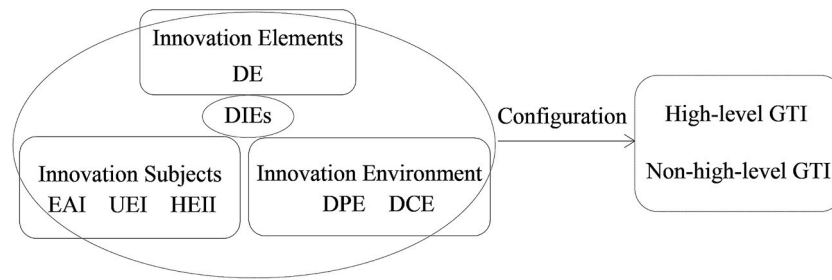 Innovation Elements
DE
DIEs
Innovation Subjects
EAI UEI HEII
Innovation Environment
DPE DCE
Configuration
High-level GTI
Non-high-level GTI